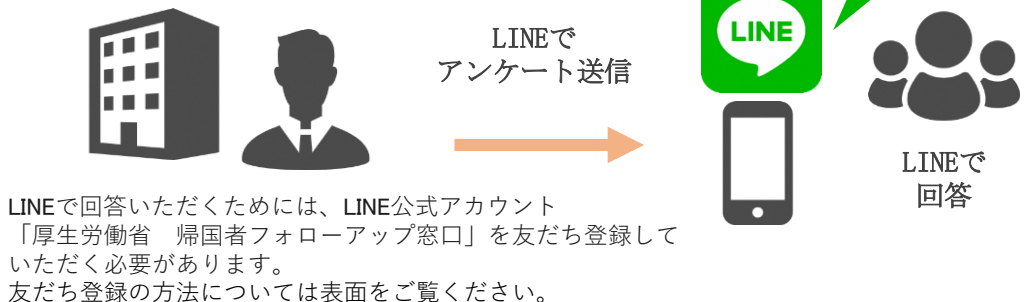 LINEで
アンケート送信
LINE
LINEで
回答
LINEで回答いただくためには、LINE公式アカウント
「厚生労働省　帰国者フォローアップ窓口」を友だち登録して
いただく必要があります。
友だち登録の方法については表面をご覧ください。